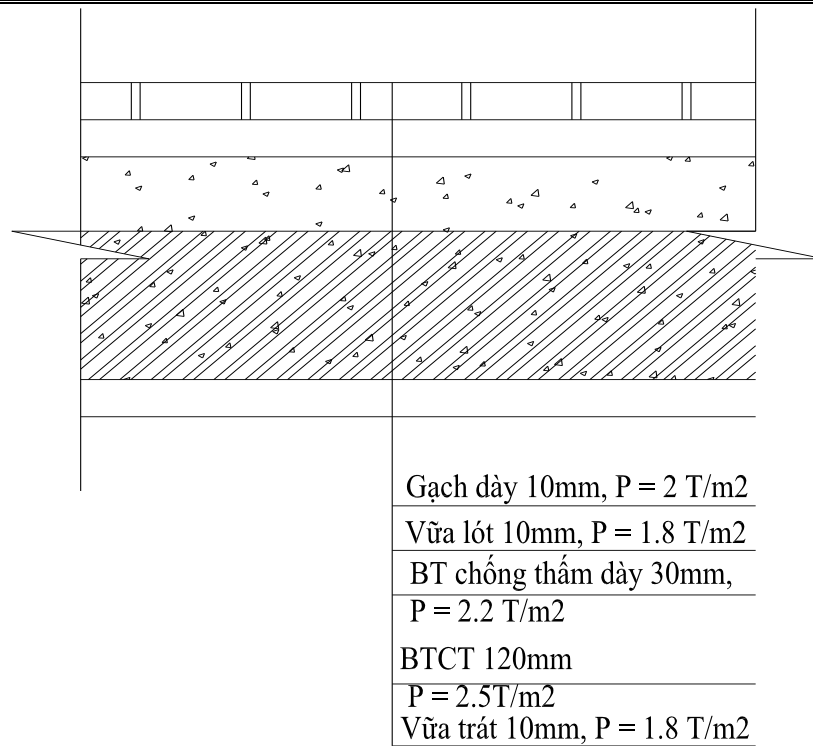 Gạch dày 10mm, P = 2 T/m2
Vữa lót 10mm, P = 1.8 T/m2
BT chống thấm dày 30mm,
P = 2.2 T/m2
BTCT 120mm
P = 2.5T/m2
Vữa trát 10mm, P = 1.8 T/m2